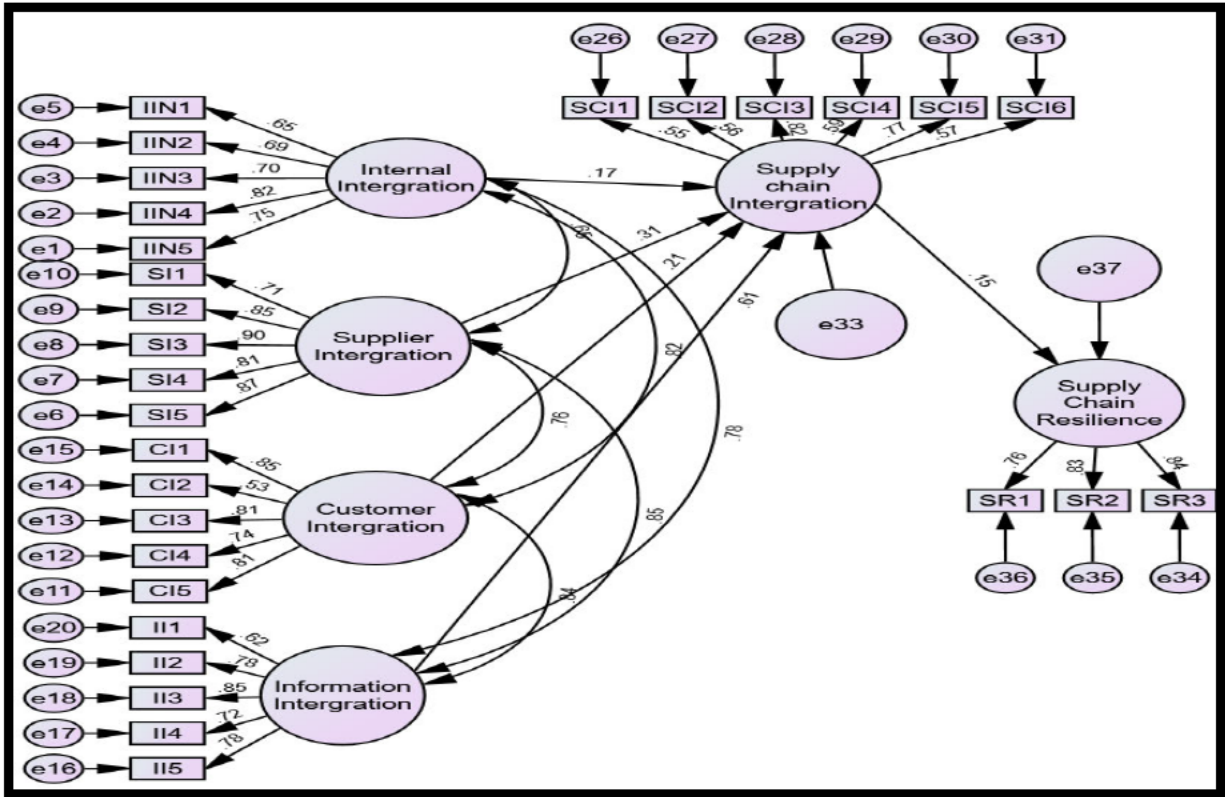 e26 e27 e28 e29 e30 e31
SCI1 SCI2 SCI3 SCI4 SCI5 SCI6
.55 .56 .82 .59 .77 .57
e5 IIN1 .65
e4 IIN2 .69
e3 IIN3 .70
e2 IIN4 .82
e1 IIN5 .75
Internal
Intergration
.17
Supply
chain
Intergration
e10 SI1 .71
e9 SI2 .85
e8 SI3 .90
e7 SI4 .81
e6 SI5 .87
Supplier
Intergration
.31
.21
.61
.82
.76
.78
.85
e33
.15
e37
Supply
Chain
Resilience
.76 .83 .84
SR1 SR2 SR3
e36 e35 e34
e15 CI1 .85
e14 CI2 .53
e13 CI3 .81
e12 CI4 .74
e11 CI5 .81
Customer
Intergration
.84
e20 II1 .62
e19 II2 .78
e18 II3 .85
e17 II4 .72
e16 II5 .78
Information
Intergration